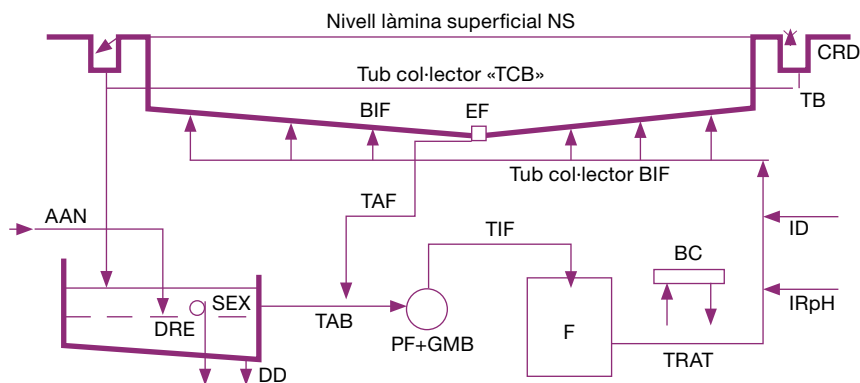 Nivell làmina superficial NS
CRD
Tub col·lector «TCB»
TB
BIF
EF
Tub col·lector BIF
AAN
TAF
TIF
ID
BC
IRpH
SEX
DRE
TAB
PF+GMB
F
TRAT
DD